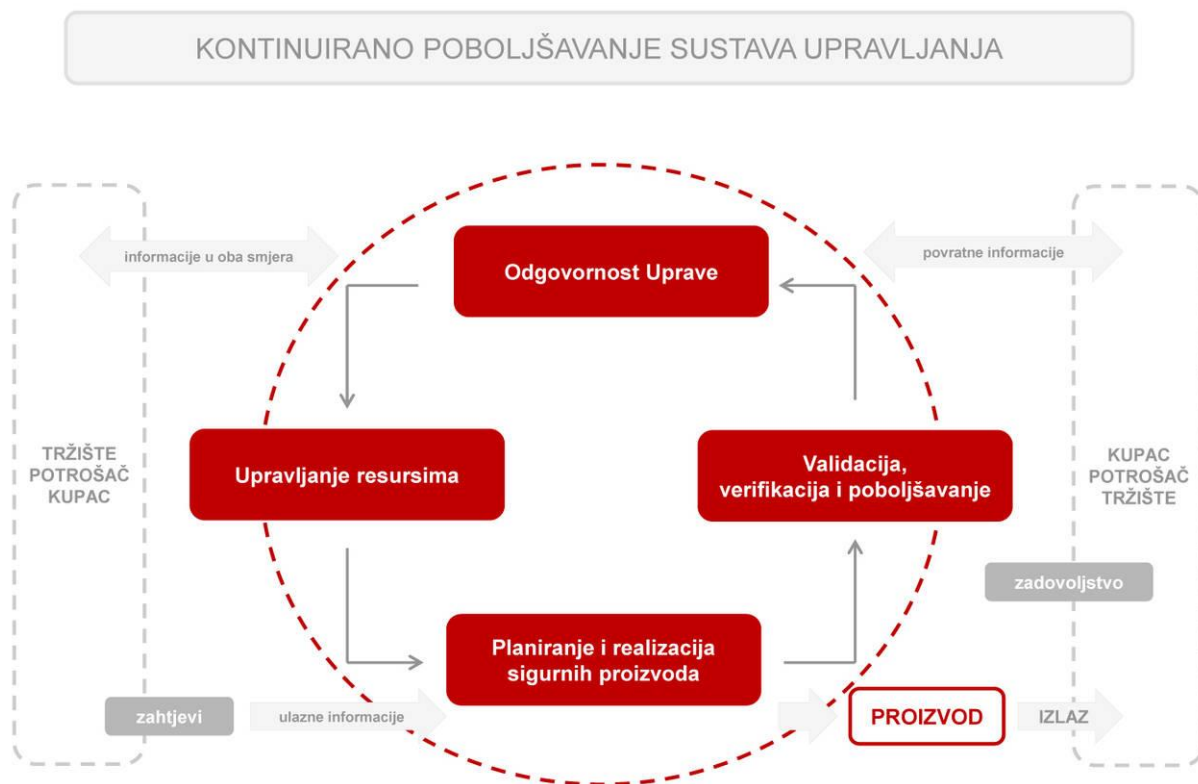 KONTINUIRANO POBOLJŠAVANJE SUSTAVA UPRAVLJANJA
informacije u oba smjera
Odgovornost Uprave
povratne informacije
TRŽIŠTE
POTROŠAČ
KUPAC
Upravljanje resursima
Validacija,
verifikacija i poboljšavanje
KUPAC
POTROŠAČ
TRŽIŠTE
zadovoljstvo
Planiranje i realizacija
sigurnih proizvoda
zahtjevi
ulazne informacije
PROIZVOD
IZLAZ